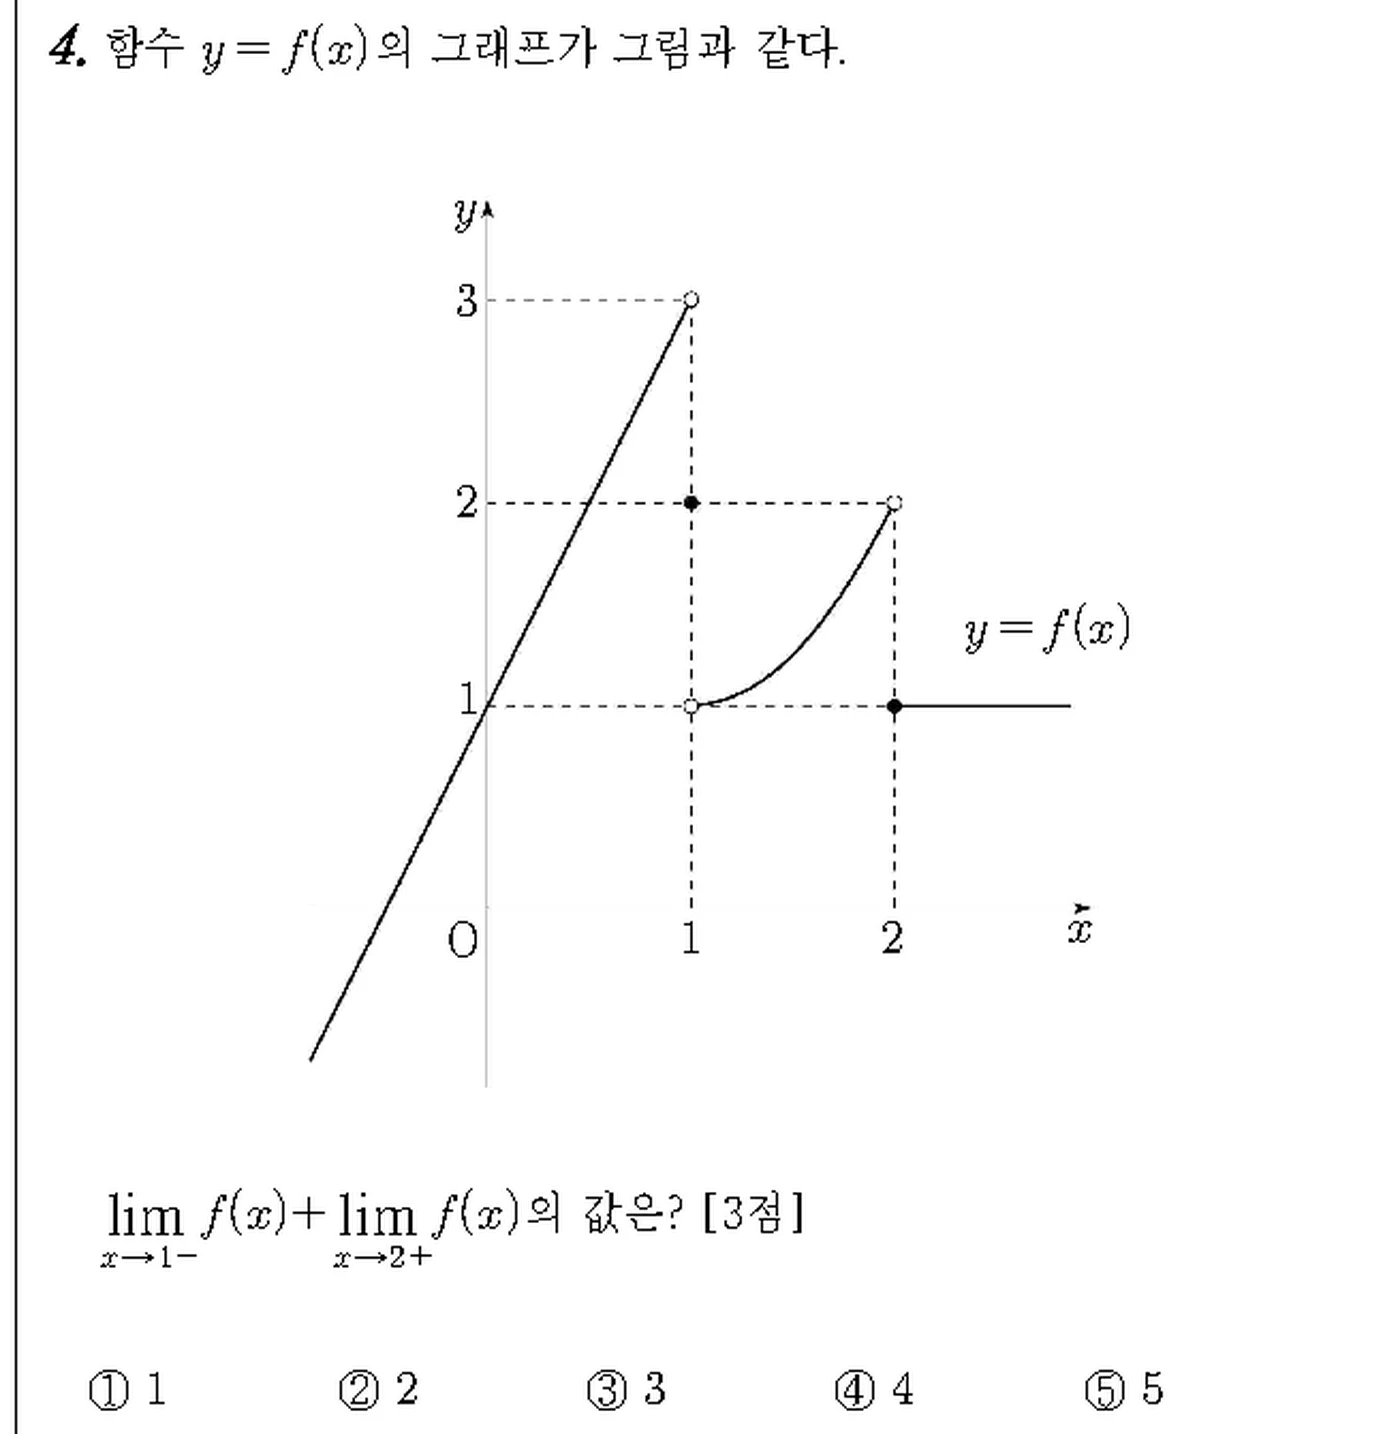 4. 함수 y=f(x)의 그래프가 그림과 같다.
y
3
2
y=f(x)
1
O 1 2 x
lim f(x)+lim f(x)의 값은? [3점]
x→1− x→2+
① 1 ② 2 ③ 3 ④ 4 ⑤ 5